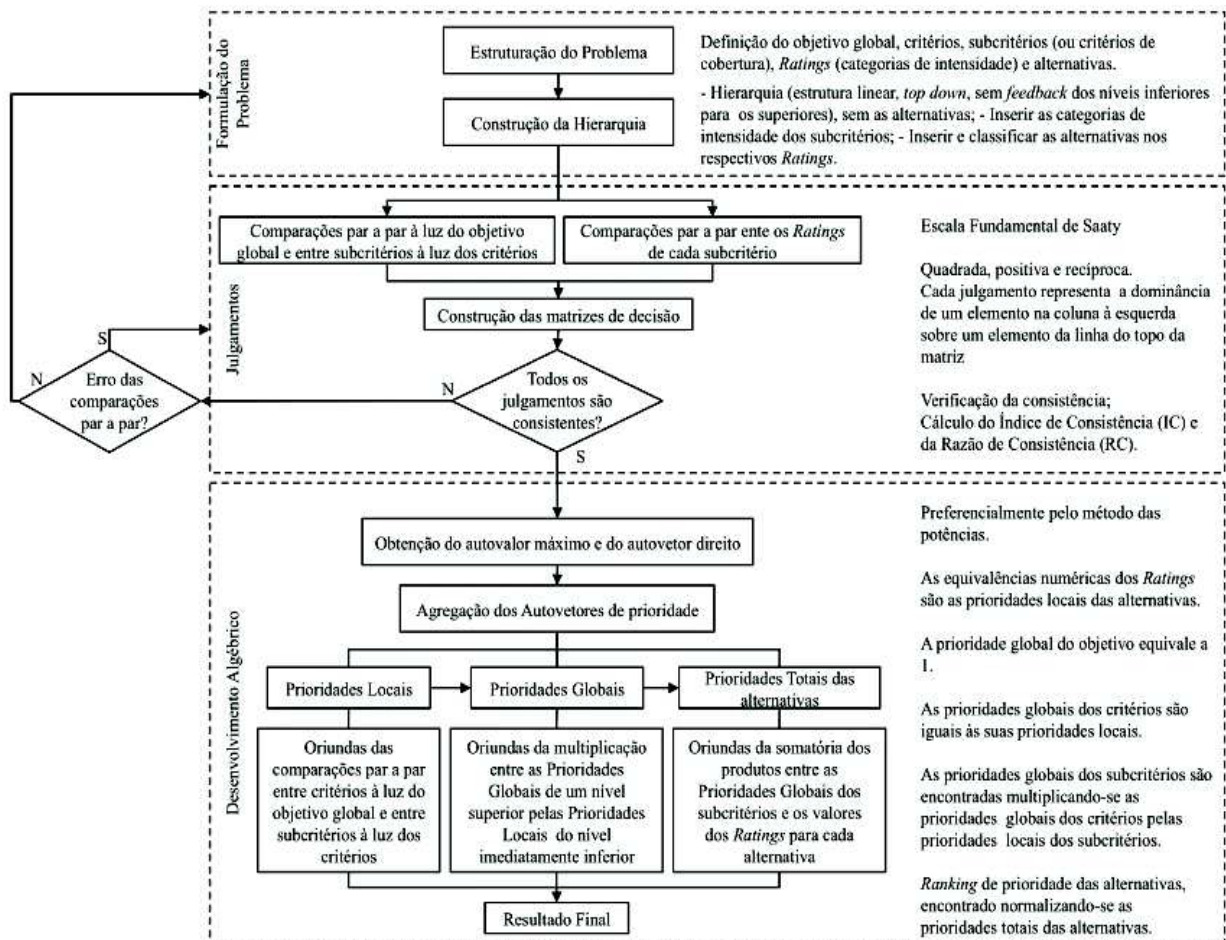 Formulação do
Problema
Estruturação do Problema
Construção da Hierarquia
Definição do objetivo global, critérios, subcritérios (ou critérios de
cobertura), Ratings (categorias de intensidade) e alternativas.
- Hierarquia (estrutura linear, top down, sem feedback dos níveis inferiores
para os superiores), sem as alternativas; - Inserir as categorias de
intensidade dos subcritérios; - Inserir e classificar as alternativas nos
respectivos Ratings.
Julgamentos
Comparações par a par à luz do objetivo
global e entre subcritérios à luz dos critérios
Comparações par a par ente os Ratings
de cada subcritério
Construção das matrizes de decisão
Todos os
julgamentos são
consistentes?
N
S
Erro das
comparações
par a par?
S
N
Escala Fundamental de Saaty
Quadrada, positiva e recíproca.
Cada julgamento representa a dominância
de um elemento na coluna à esquerda
sobre um elemento da linha do topo da
matriz
Verificação da consistência;
Cálculo do Índice de Consistência (IC) e
da Razão de Consistência (RC).
Desenvolvimento Algébrico
Obtenção do autovalor máximo e do autovetor direito
Agregação dos Autovetores de prioridade
Prioridades Locais
Prioridades Globais
Prioridades Totais das
alternativas
Oriundas das
comparações par a par
entre critérios à luz do
objetivo global e entre
subcritérios à luz dos
critérios
Oriundas da multiplicação
entre as Prioridades
Globais de um nível
superior pelas Prioridades
Locais do nível
imediatamente inferior
Oriundas da somatória dos
produtos entre as
Prioridades Globais dos
subcritérios e os valores
dos Ratings para cada
alternativa
Resultado Final
Preferencialmente pelo método das
potências.
As equivalências numéricas dos Ratings
são as prioridades locais das alternativas.
A prioridade global do objetivo equivale a
1.
As prioridades globais dos critérios são
iguais às suas prioridades locais.
As prioridades globais dos subcritérios são
encontradas multiplicando-se as
prioridades globais dos critérios pelas
prioridades locais dos subcritérios.
Ranking de prioridade das alternativas,
encontrado normalizando-se as
prioridades totais das alternativas.